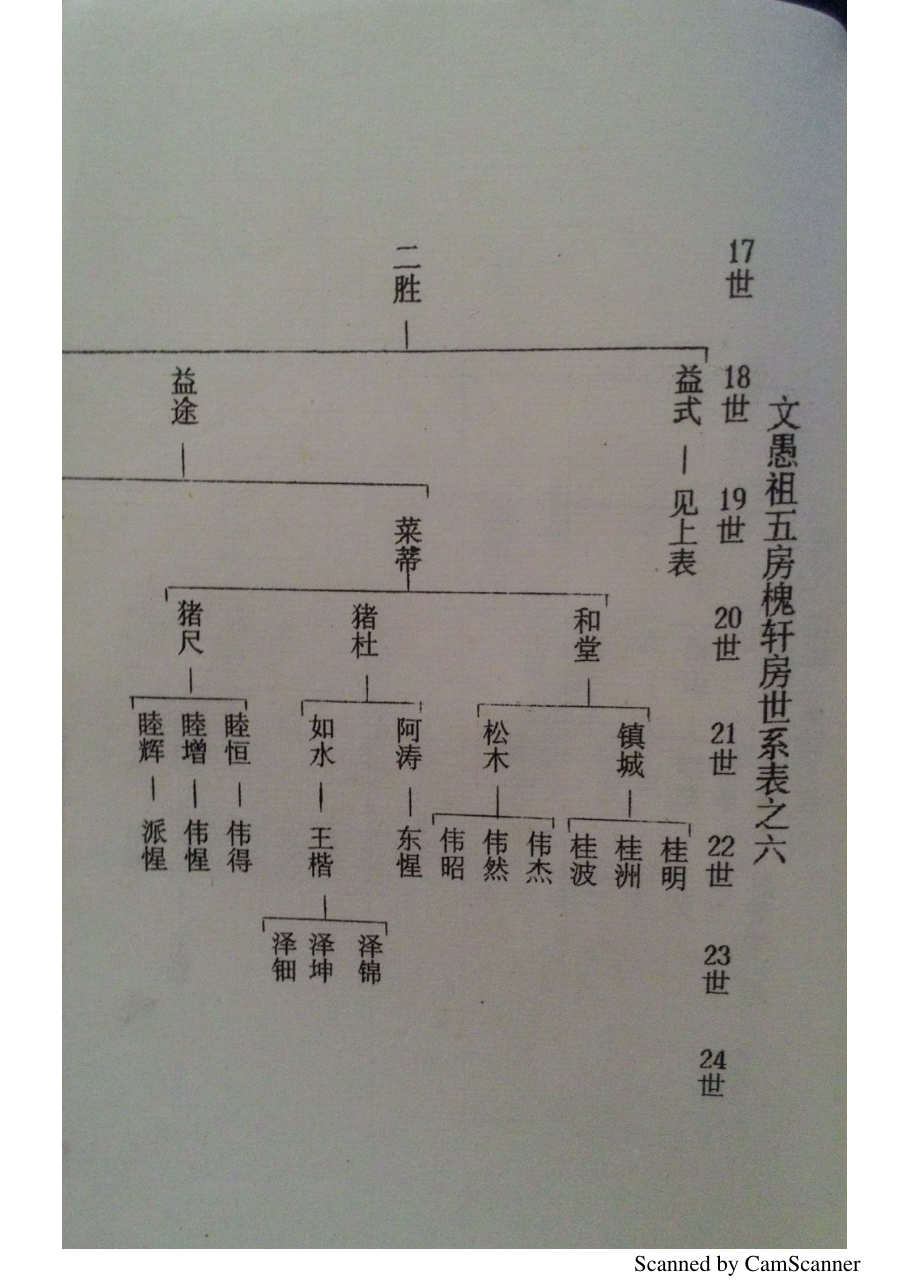 文愚祖五房槐轩房世系表之六
17世
18世
19世
20世
21世
22世
23世
24世
二胜
益式
见上表
益途
菜蒂
和堂
猪杜
猪尺
镇城
松木
阿涛
如水
睦恒
睦增
睦辉
桂明
桂洲
桂波
伟杰
伟然
伟昭
东惺
王楷
伟得
伟惺
派惺
泽锦
泽坤
泽钿
Scanned by CamScanner